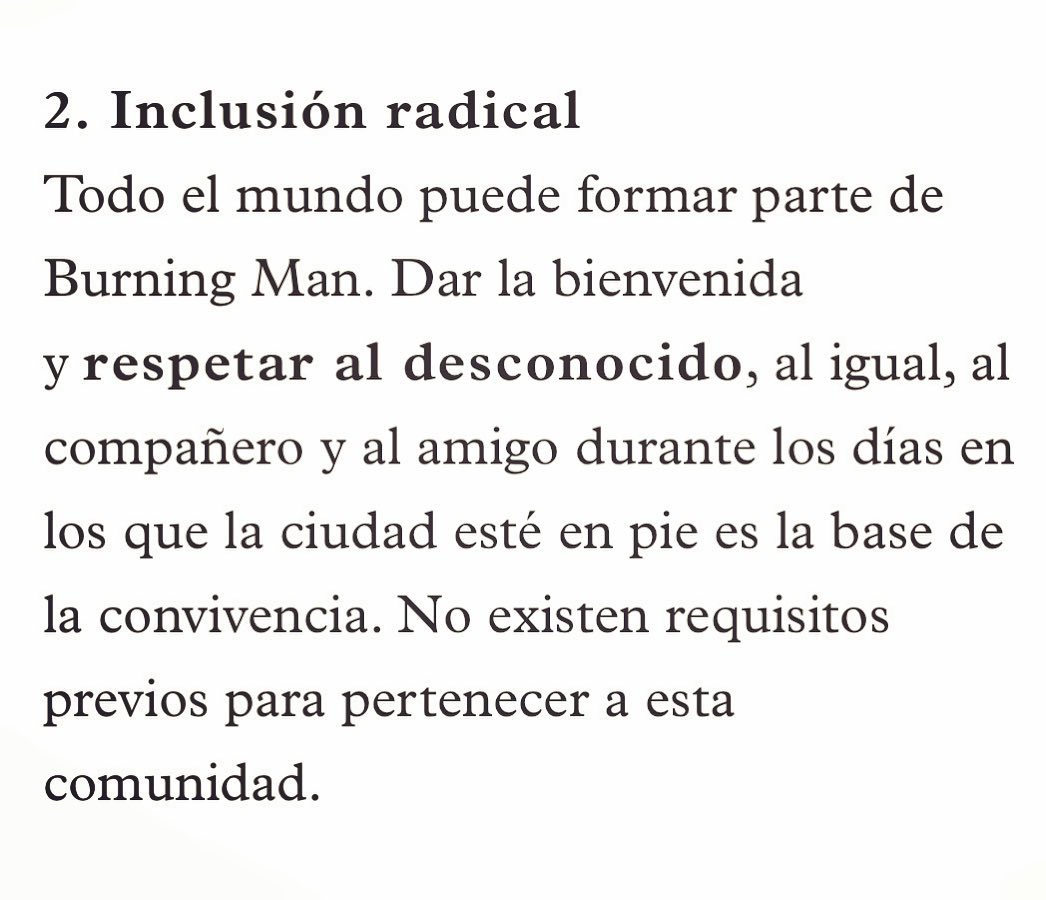 2. Inclusión radical
Todo el mundo puede formar parte de
Burning Man. Dar la bienvenida
y respetar al desconocido, al igual, al
compañero y al amigo durante los días en
los que la ciudad esté en pie es la base de
la convivencia. No existen requisitos
previos para pertenecer a esta
comunidad.